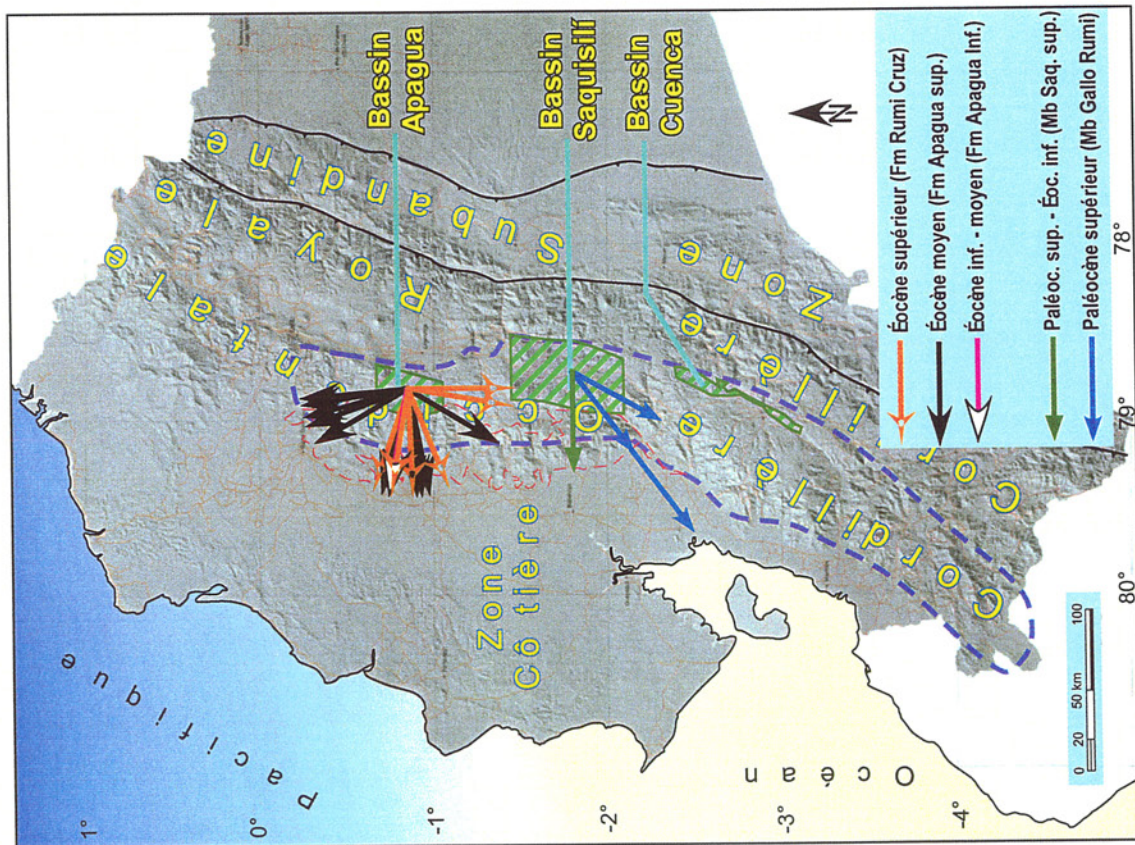 Océan
Pacifique
Zone
Côtière
Cordillère Occidentale
Cordillère Royale
Zone Subandine
Bassin
Apagua
Bassin
Saquisilí
Bassin
Cuenca
N
Éocène supérieur (Fm Rumi Cruz)
Éocène moyen (Fm Apagua sup.)
Éocène inf. - moyen (Fm Apagua Inf.)
Paléoc. sup. - Éoc. inf. (Mb Saq. sup.)
Paléocène supérieur (Mb Gallo Rumi)
1°
0°
-1°
-2°
-3°
-4°
80°
79°
78°
0 20 50 km 100